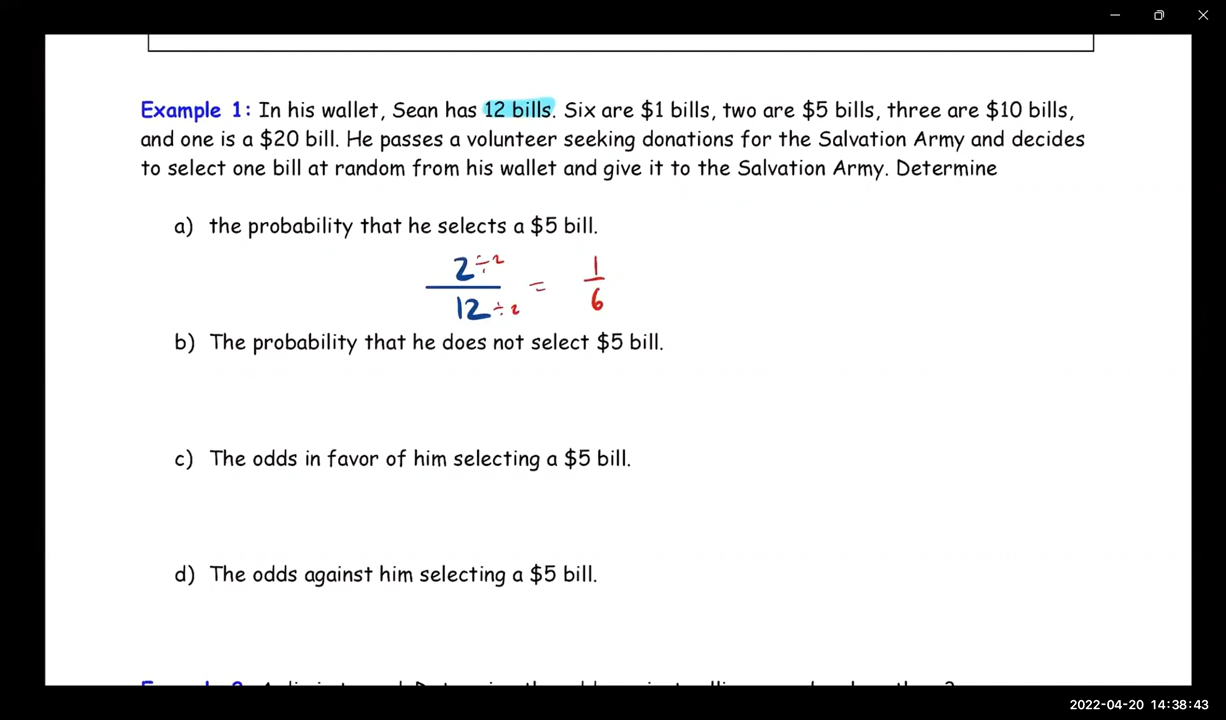 Example 1: In his wallet, Sean has 12 bills. Six are $1 bills, two are $5 bills, three are $10 bills,
and one is a $20 bill. He passes a volunteer seeking donations for the Salvation Army and decides
to select one bill at random from his wallet and give it to the Salvation Army. Determine
a) the probability that he selects a $5 bill.
2÷2 / 12÷2 = 1/6
b) The probability that he does not select $5 bill.
c) The odds in favor of him selecting a $5 bill.
d) The odds against him selecting a $5 bill.
2022-04-20 14:38:43